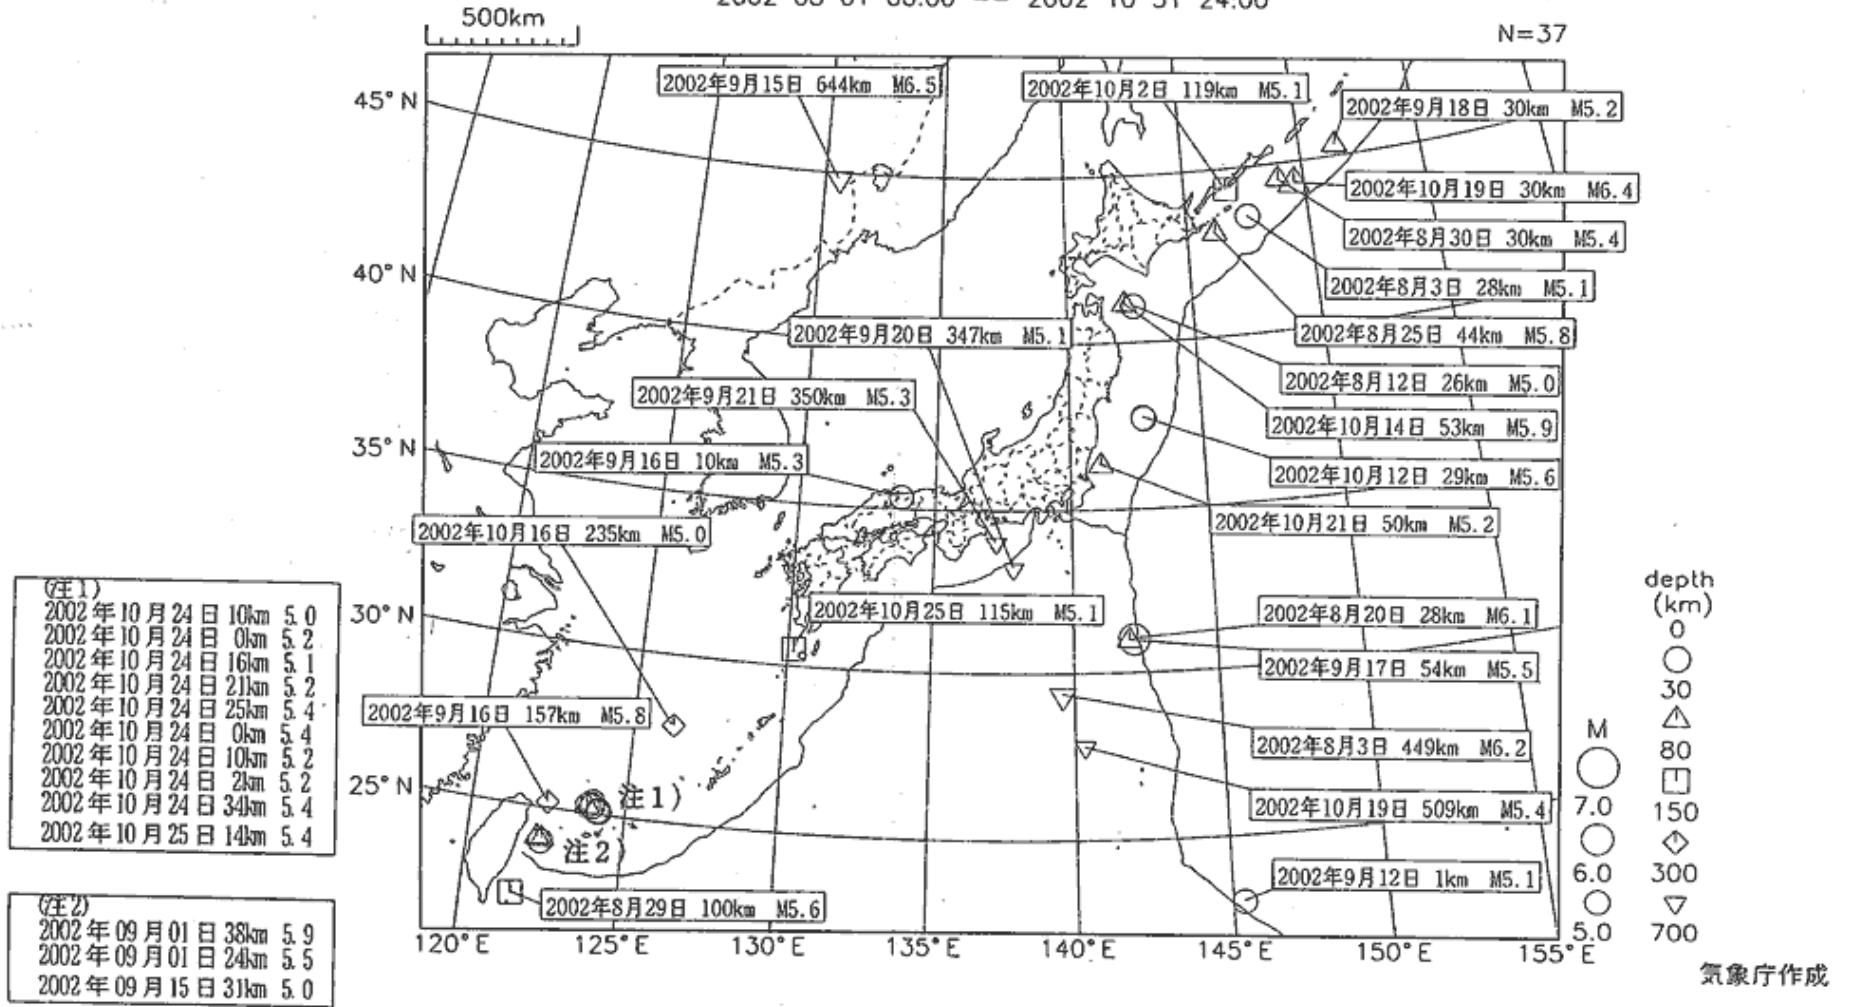 500km
N=37
2002年9月15日 644km M6.5
2002年10月2日 119km M5.1
2002年9月18日 30km M5.2
45°N
2002年10月19日 30km M6.4
2002年8月30日 30km M5.4
40°N
2002年8月3日 28km M5.1
2002年9月20日 347km M5.1
2002年8月25日 44km M5.8
2002年8月12日 26km M5.0
2002年9月21日 350km M5.3
2002年10月14日 53km M5.9
35°N
2002年9月16日 10km M5.3
2002年10月12日 29km M5.6
2002年10月16日 235km M5.0
2002年10月21日 50km M5.2
(注1)
2002年10月24日 10km 5.0
2002年10月24日 0km 5.2
2002年10月24日 16km 5.1
2002年10月24日 21km 5.2
2002年10月24日 25km 5.4
2002年10月24日 0km 5.4
2002年10月24日 10km 5.2
2002年10月24日 2km 5.2
2002年10月24日 34km 5.4
2002年10月25日 14km 5.4
30°N
2002年10月25日 115km M5.1
2002年8月20日 28km M6.1
2002年9月17日 54km M5.5
2002年9月16日 157km M5.8
2002年8月3日 449km M6.2
25°N
注1)
2002年10月19日 509km M5.4
注2)
2002年9月12日 1km M5.1
2002年8月29日 100km M5.6
(注2)
2002年09月01日 38km 5.9
2002年09月01日 24km 5.5
2002年09月15日 31km 5.0
120°E
125°E
130°E
135°E
140°E
145°E
150°E
155°E
M
7.0
6.0
5.0
depth
(km)
0
30
80
150
300
700
気象庁作成